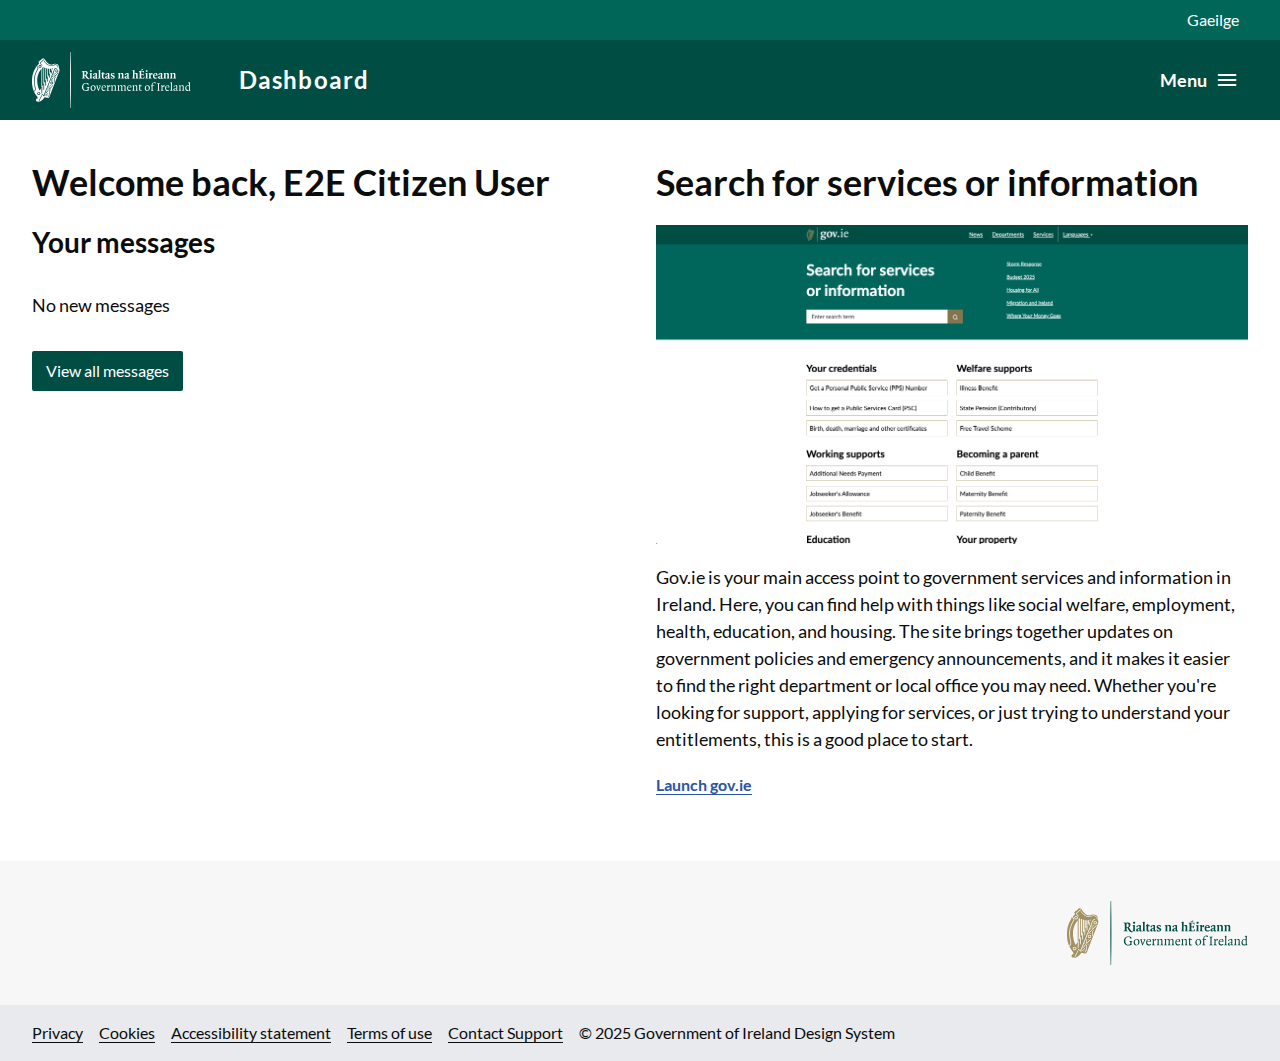 Gaeilge
Rialtas na hÉireann
Government of Ireland
Dashboard
Menu
Welcome back, E2E Citizen User
Your messages
No new messages
View all messages
Search for services or information
gov.ie
News Departments Services Languages
Search for services
or information
Enter search term
Storm Response
Budget 2025
Housing for All
Migration and Ireland
Where Your Money Goes
Your credentials
Get a Personal Public Service (PPS) Number
How to get a Public Services Card (PSC)
Birth, death, marriage and other certificates
Welfare supports
Illness Benefit
State Pension (Contributory)
Free Travel Scheme
Working supports
Additional Needs Payment
Jobseeker's Allowance
Jobseeker's Benefit
Becoming a parent
Child Benefit
Maternity Benefit
Paternity Benefit
Education
Your property
Gov.ie is your main access point to government services and information in
Ireland. Here, you can find help with things like social welfare, employment,
health, education, and housing. The site brings together updates on
government policies and emergency announcements, and it makes it easier
to find the right department or local office you may need. Whether you're
looking for support, applying for services, or just trying to understand your
entitlements, this is a good place to start.
Launch gov.ie
Rialtas na hÉireann
Government of Ireland
Privacy Cookies Accessibility statement Terms of use Contact Support © 2025 Government of Ireland Design System